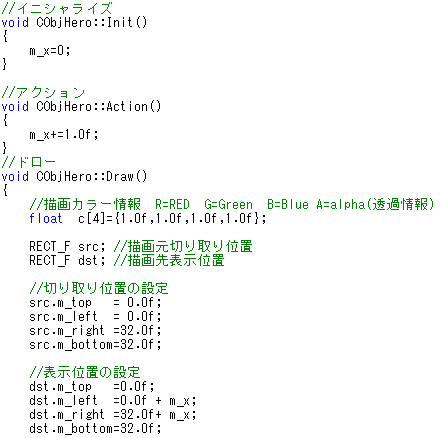 //イニシャライズ
void CObjHero::Init()
{
    m_x=0;
}

//アクション
void CObjHero::Action()
{
    m_x+=1.0f;
}
//ドロー
void CObjHero::Draw()
{
    //描画カラー情報  R=RED  G=Green  B=Blue A=alpha(透過情報)
    float  c[4]={1.0f,1.0f,1.0f,1.0f};

    RECT_F src; //描画元切り取り位置
    RECT_F dst; //描画先表示位置

    //切り取り位置の設定
    src.m_top   = 0.0f;
    src.m_left  = 0.0f;
    src.m_right =32.0f;
    src.m_bottom=32.0f;

    //表示位置の設定
    dst.m_top   =0.0f;
    dst.m_left  =0.0f + m_x;
    dst.m_right =32.0f+ m_x;
    dst.m_bottom=32.0f;